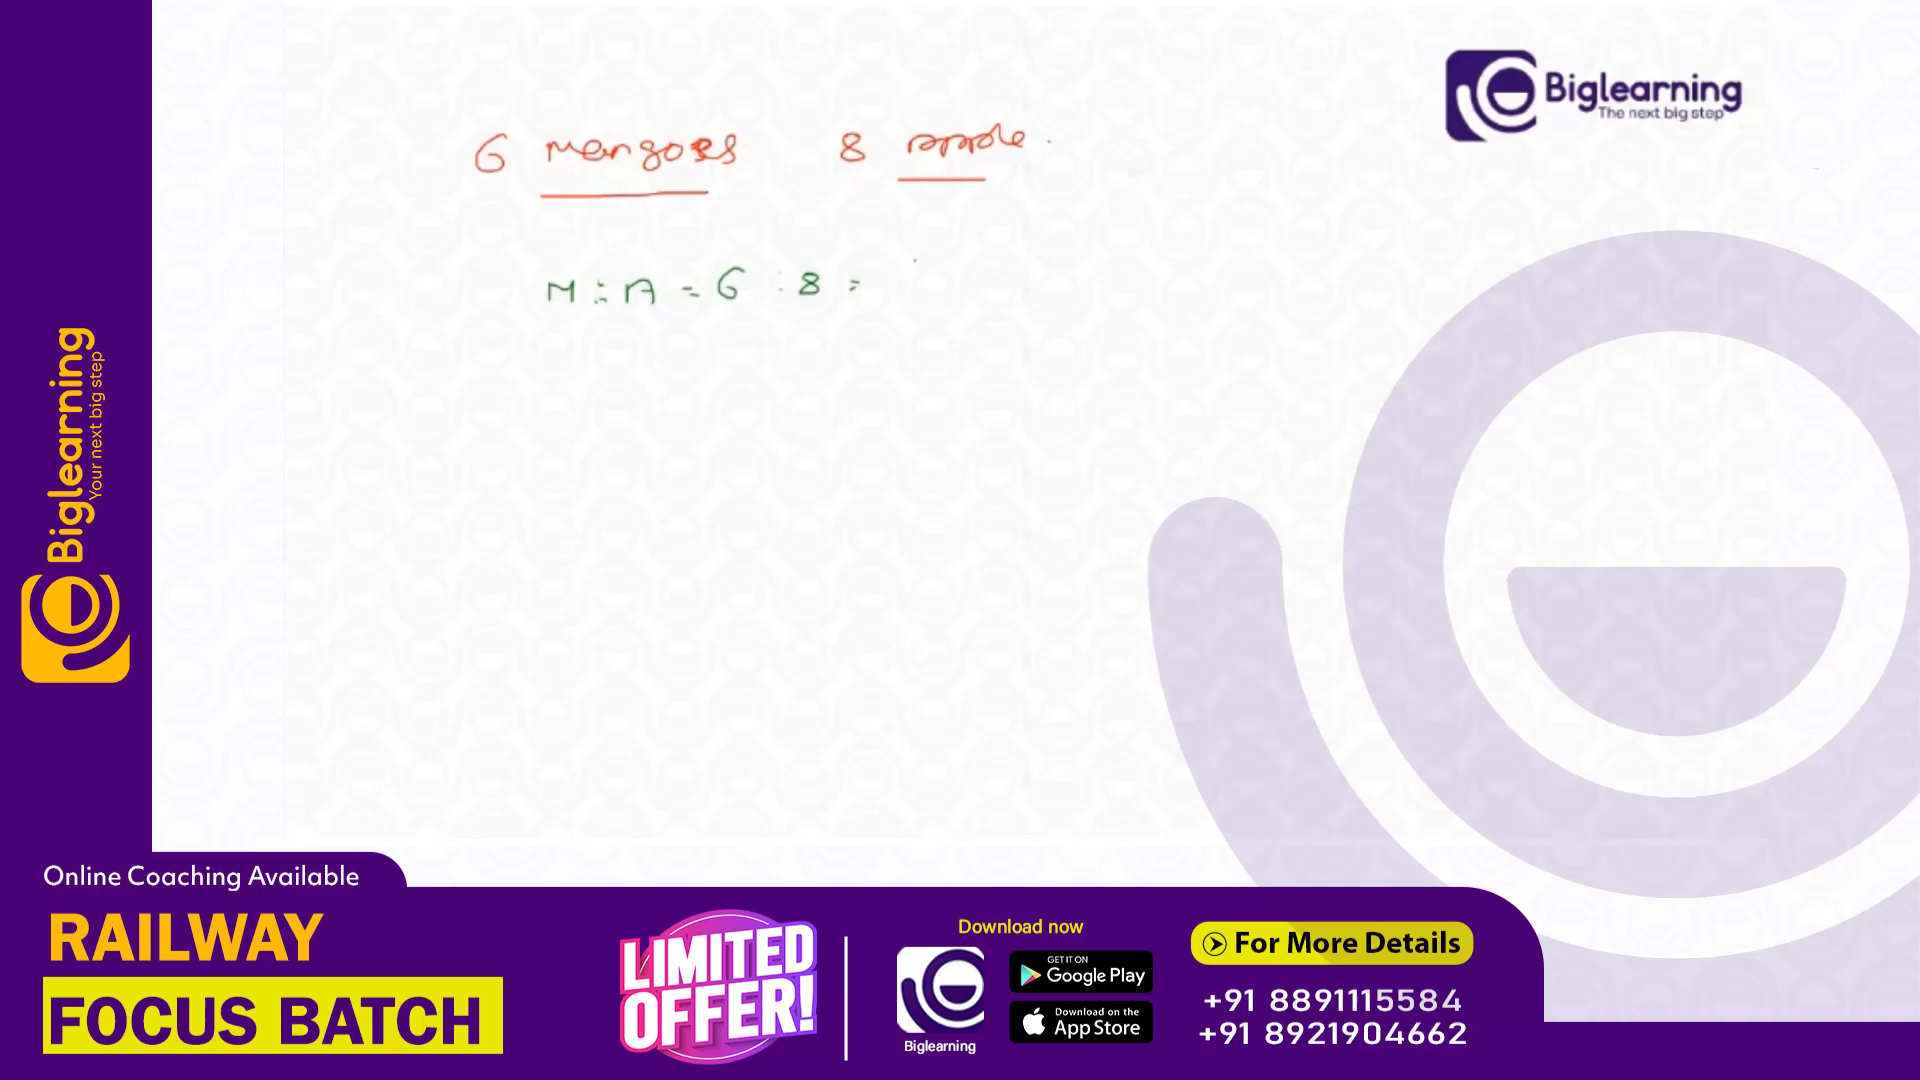 Biglearning
The next big step
6 mangoes 8 apple.
M : A = 6 : 8 =
Biglearning
Your next big step
Online Coaching Available
RAILWAY
FOCUS BATCH
LIMITED
OFFER!
Download now
Biglearning
GET IT ON
Google Play
Download on the
App Store
For More Details
+91 8891115584
+91 8921904662